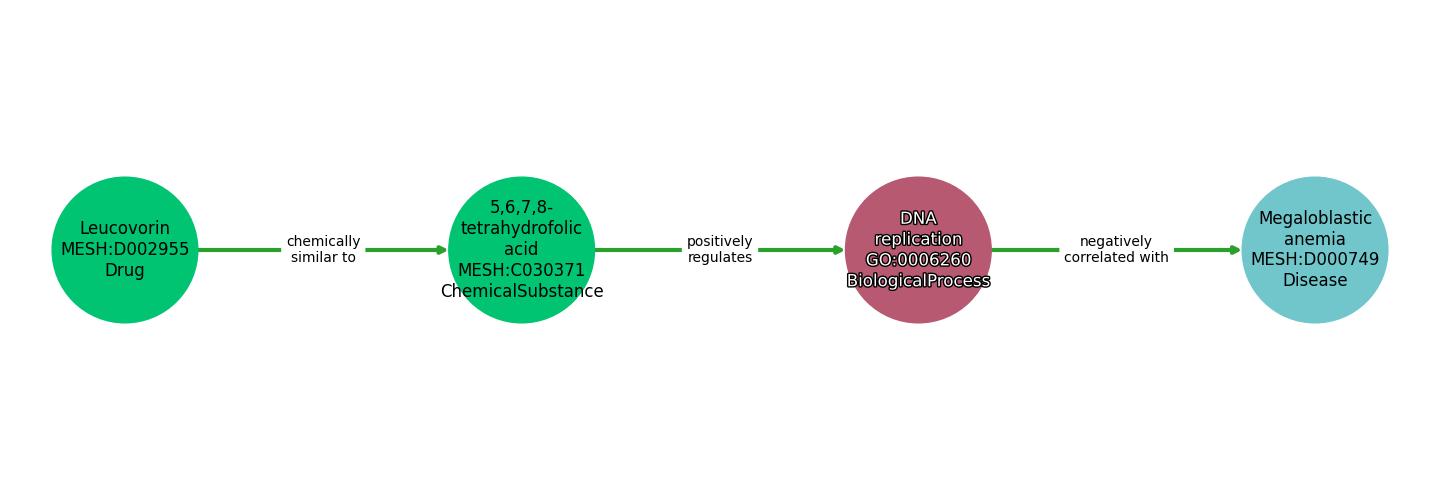 Leucovorin
MESH:D002955
Drug
chemically
similar to
5,6,7,8-
tetrahydrofolic
acid
MESH:C030371
ChemicalSubstance
positively
regulates
DNA
replication
GO:0006260
BiologicalProcess
negatively
correlated with
Megaloblastic
anemia
MESH:D000749
Disease